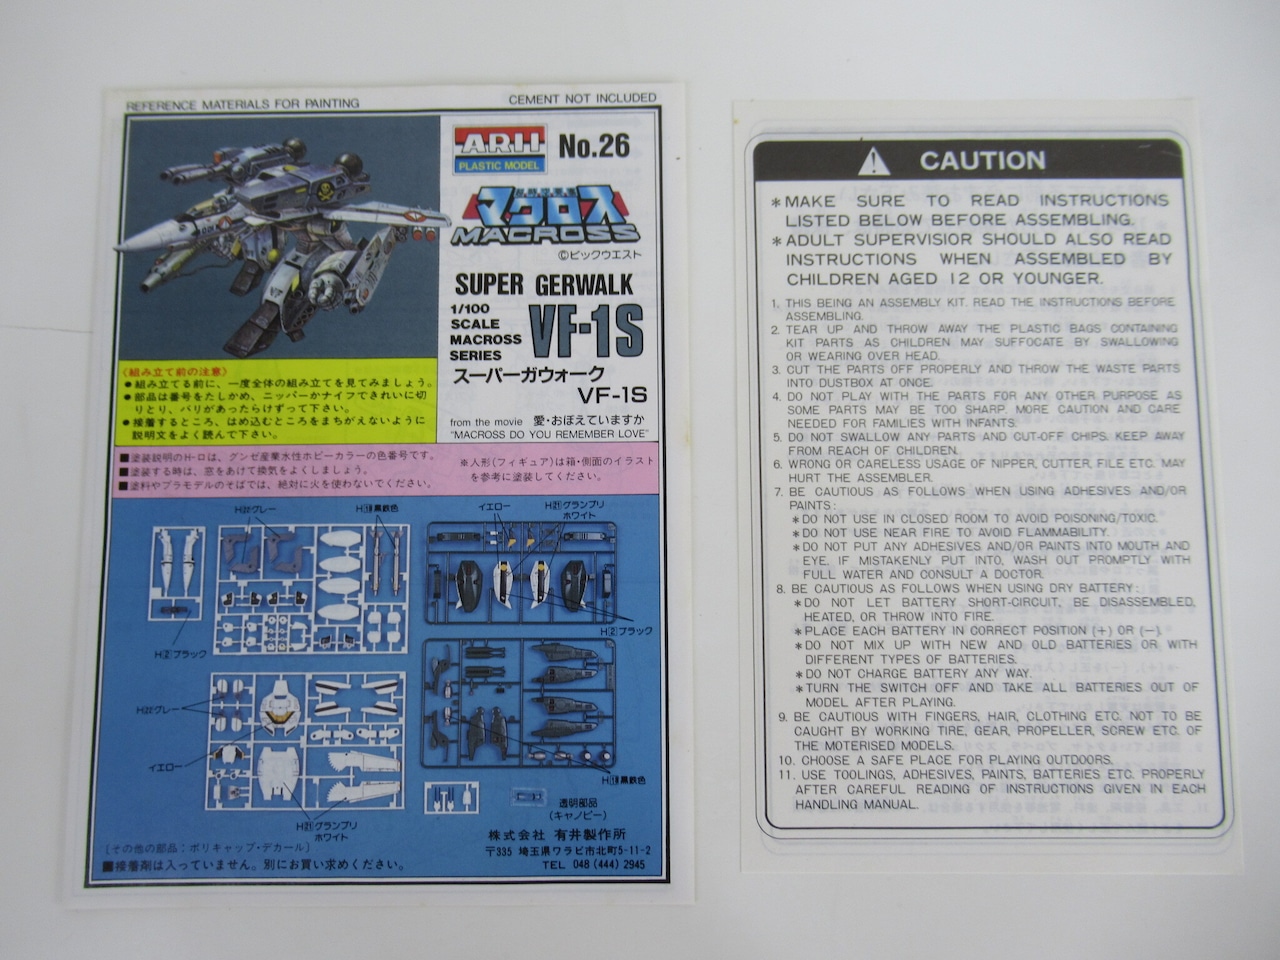 REFERENCE MATERIALS FOR PAINTING
CEMENT NOT INCLUDED
ARII
PLASTIC MODEL
No.26
超時空要塞
マクロス
MACROSS
©ビックウエスト
SUPER GERWALK
1/100
SCALE
MACROSS
SERIES
VF-1S
スーパーガウォーク
VF-1S
from the movie 愛・おぼえていますか
"MACROSS DO YOU REMEMBER LOVE"
《組み立て前の注意》
●組み立てる前に、一度全体の組み立てを見てみましょう。
●部品は番号をたしかめ、ニッパーかナイフできれいに切
りとり、バリがあったらけずって下さい。
●接着するところ、はめ込むところをまちがえないように
説明文をよく読んで下さい。
■塗装説明のH-ロは、グンゼ産業水性ホビーカラーの色番号です。
■塗装する時は、窓をあけて換気をよくしましょう。
■塗料やプラモデルのそばでは、絶対に火を使わないでください。
※人形(フィギュア)は箱・側面のイラスト
を参考に塗装してください。
H22グレー
H18黒鉄色
イエロー
H21グランプリ
ホワイト
H2ブラック
H2ブラック
H22グレー
イエロー
H21グランプリ
ホワイト
H18黒鉄色
透明部品
(キャノピー)
[その他の部品:ポリキャップ・デカール]
■接着剤は入っていません。別にお買い求めください。
株式会社 有井製作所
〒335 埼玉県ワラビ市北町5-11-2
TEL 048 (444) 2945
CAUTION
*MAKE SURE TO READ INSTRUCTIONS
LISTED BELOW BEFORE ASSEMBLING.
*ADULT SUPERVISIOR SHOULD ALSO READ
INSTRUCTIONS WHEN ASSEMBLED BY
CHILDREN AGED 12 OR YOUNGER.
1. THIS BEING AN ASSEMBLY KIT. READ THE INSTRUCTIONS BEFORE
ASSEMBLING.
2. TEAR UP AND THROW AWAY THE PLASTIC BAGS CONTAINING
KIT PARTS AS CHILDREN MAY SUFFOCATE BY SWALLOWING
OR WEARING OVER HEAD.
3. CUT THE PARTS OFF PROPERLY AND THROW THE WASTE PARTS
INTO DUSTBOX AT ONCE.
4. DO NOT PLAY WITH THE PARTS FOR ANY OTHER PURPOSE AS
SOME PARTS MAY BE TOO SHARP. MORE CAUTION AND CARE
NEEDED FOR FAMILIES WITH INFANTS.
5. DO NOT SWALLOW ANY PARTS AND CUT-OFF CHIPS. KEEP AWAY
FROM REACH OF CHILDREN.
6. WRONG OR CARELESS USAGE OF NIPPER, CUTTER, FILE ETC. MAY
HURT THE ASSEMBLER.
7. BE CAUTIOUS AS FOLLOWS WHEN USING ADHESIVES AND/OR
PAINTS:
*DO NOT USE IN CLOSED ROOM TO AVOID POISONING/TOXIC.
*DO NOT USE NEAR FIRE TO AVOID FLAMMABILITY.
*DO NOT PUT ANY ADHESIVES AND/OR PAINTS INTO MOUTH AND
EYE. IF MISTAKENLY PUT INTO, WASH OUT PROMPTLY WITH
FULL WATER AND CONSULT A DOCTOR.
8. BE CAUTIOUS AS FOLLOWS WHEN USING DRY BATTERY:
*DO NOT LET BATTERY SHORT-CIRCUIT, BE DISASSEMBLED,
HEATED, OR THROW INTO FIRE.
*PLACE EACH BATTERY IN CORRECT POSITION (+) OR (−).
*DO NOT MIX UP WITH NEW AND OLD BATTERIES OR WITH
DIFFERENT TYPES OF BATTERIES.
*DO NOT CHARGE BATTERY ANY WAY.
*TURN THE SWITCH OFF AND TAKE ALL BATTERIES OUT OF
MODEL AFTER PLAYING.
9. BE CAUTIOUS WITH FINGERS, HAIR, CLOTHING ETC. NOT TO BE
CAUGHT BY WORKING TIRE, GEAR, PROPELLER, SCREW ETC. OF
THE MOTERISED MODELS.
10. CHOOSE A SAFE PLACE FOR PLAYING OUTDOORS.
11. USE TOOLINGS, ADHESIVES, PAINTS, BATTERIES ETC. PROPERLY
AFTER CAREFUL READING OF INSTRUCTIONS GIVEN IN EACH
HANDLING MANUAL.